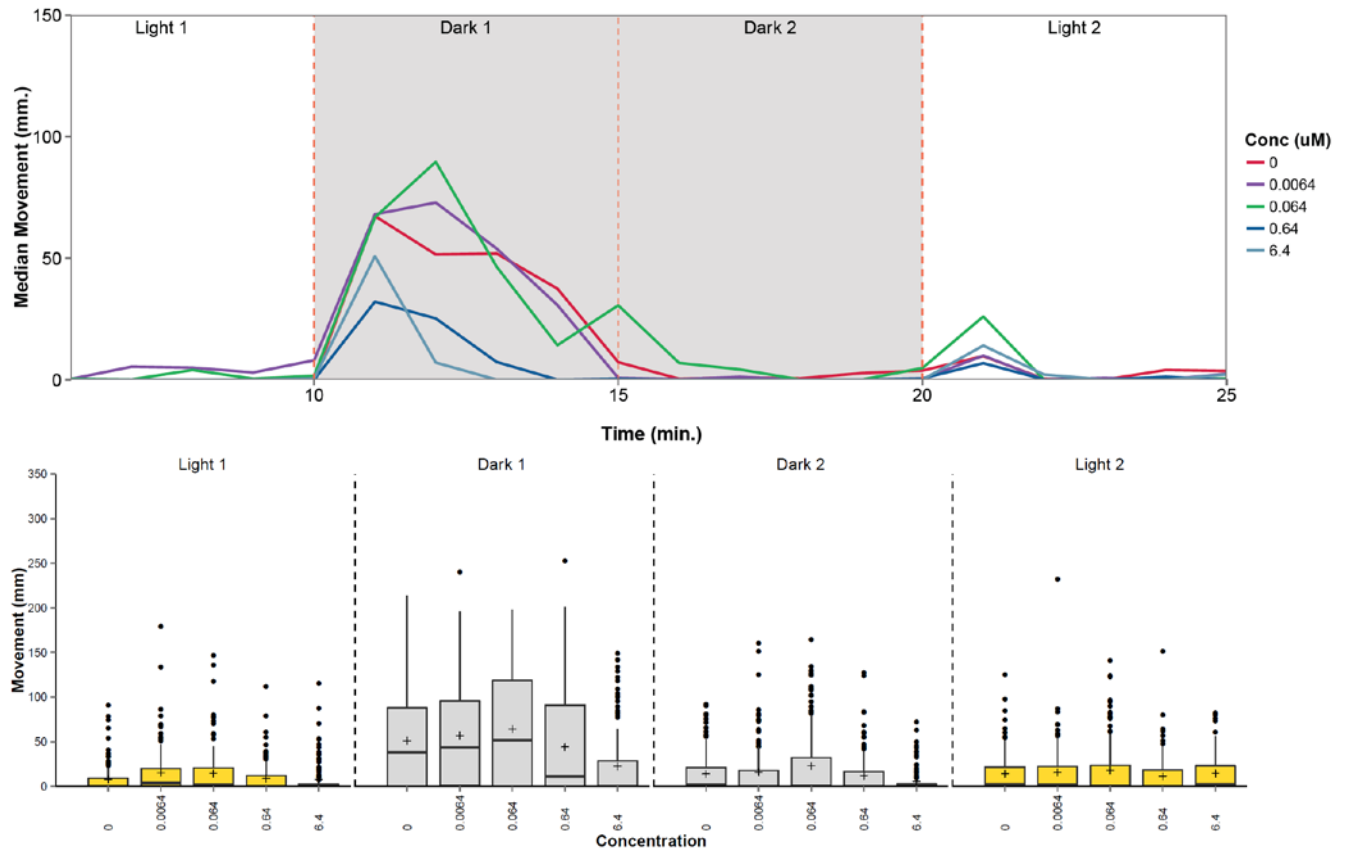 150
Light 1 Dark 1 Dark 2 Light 2
100
50
0
Median Movement (mm.)
10 15 20 25
Time (min.)
Conc (uM)
0
0.0064
0.064
0.64
6.4
Light 1 Dark 1 Dark 2 Light 2
350
300
250
200
150
100
50
0
Movement (mm)
0 0.0064 0.064 0.64 6.4 0 0.0064 0.064 0.64 6.4 0 0.0064 0.064 0.64 6.4 0 0.0064 0.064 0.64 6.4
Concentration